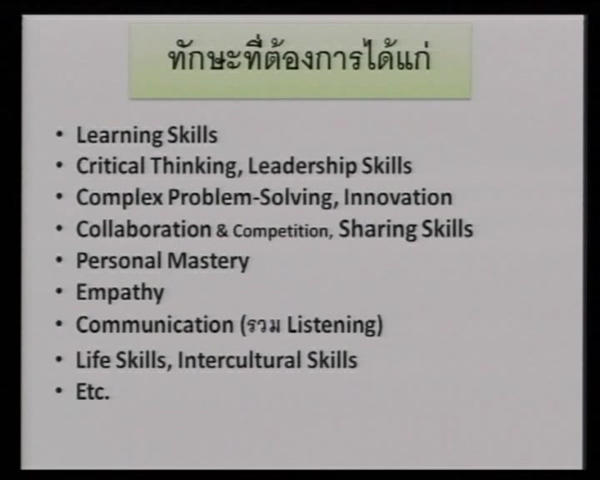 ทักษะที่ต้องการได้แก่
• Learning Skills
• Critical Thinking, Leadership Skills
• Complex Problem-Solving, Innovation
• Collaboration & Competition, Sharing Skills
• Personal Mastery
• Empathy
• Communication (รวม Listening)
• Life Skills, Intercultural Skills
• Etc.